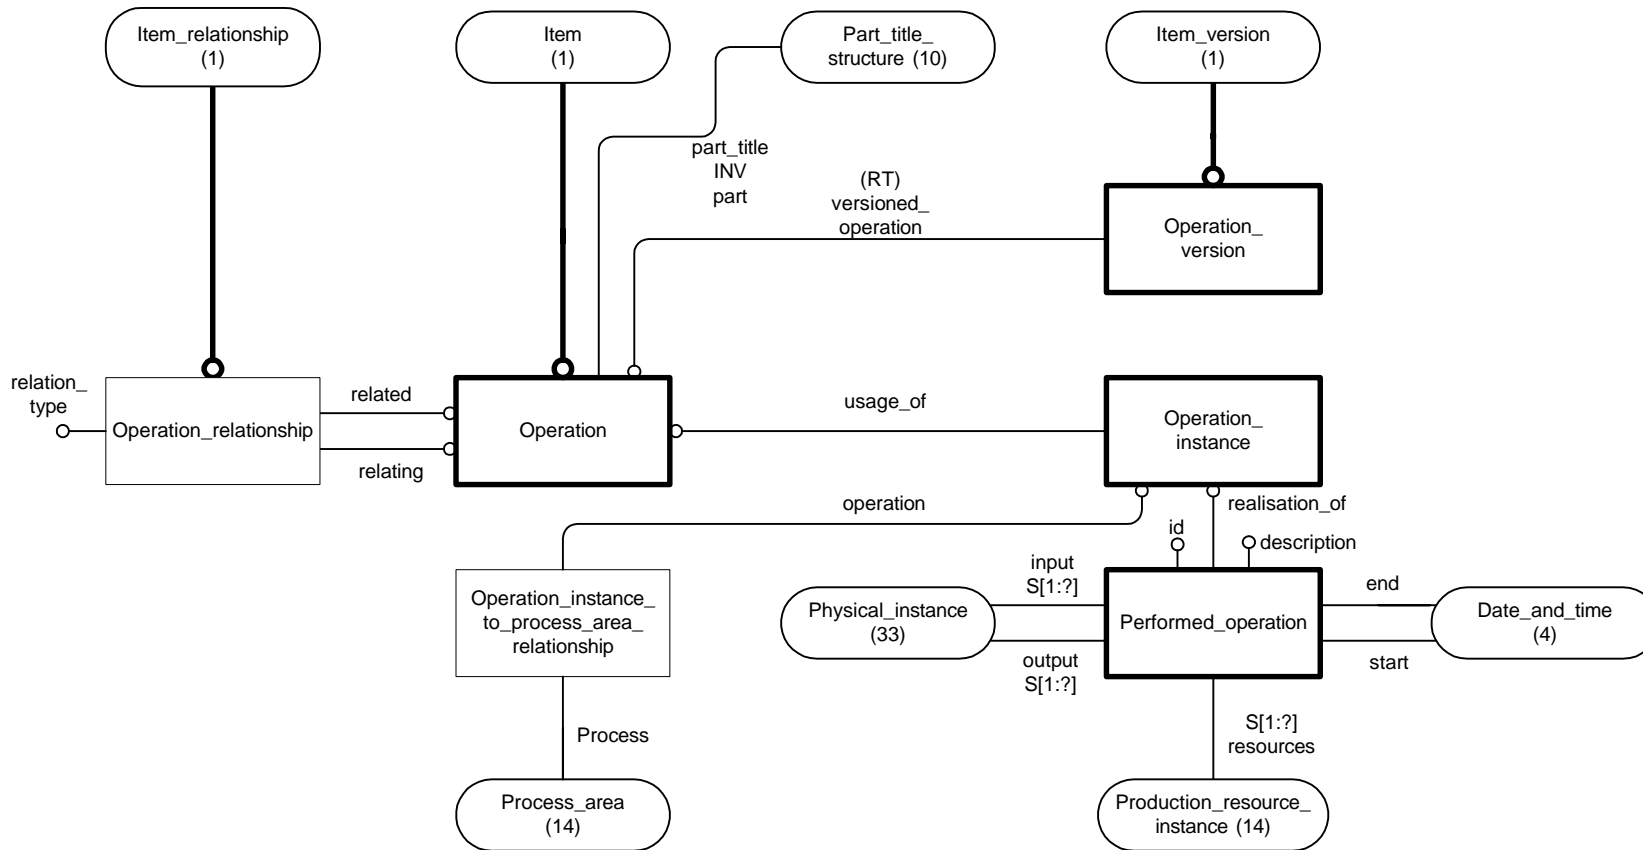 Item_relationship
(1)
Item
(1)
Part_title_
structure (10)
Item_version
(1)
part_title
INV
part
(RT)
versioned_
operation
Operation_
version
relation_
type
Operation_relationship
related
relating
Operation
usage_of
Operation_
instance
operation
realisation_of
id
description
input
S[1:?]
end
Operation_instance_
to_process_area_
relationship
Physical_instance
(33)
Performed_operation
Date_and_time
(4)
output
S[1:?]
start
Process
S[1:?]
resources
Process_area
(14)
Production_resource_
instance (14)